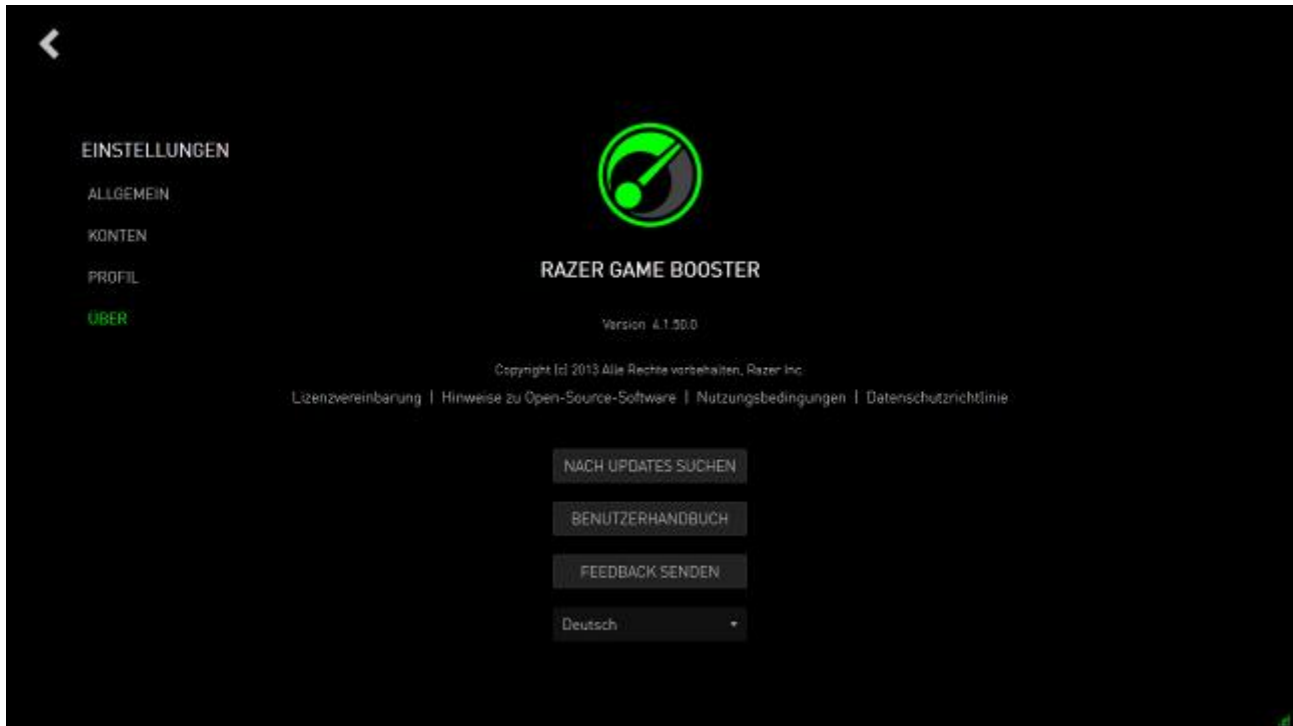 EINSTELLUNGEN
ALLGEMEIN
KONTEN
PROFIL
ÜBER
RAZER GAME BOOSTER
Version 4.1.50.0
Copyright (c) 2013 Alle Rechte vorbehalten, Razer Inc.
Lizenzvereinbarung | Hinweise zu Open-Source-Software | Nutzungsbedingungen | Datenschutzrichtlinie
NACH UPDATES SUCHEN
BENUTZERHANDBUCH
FEEDBACK SENDEN
Deutsch